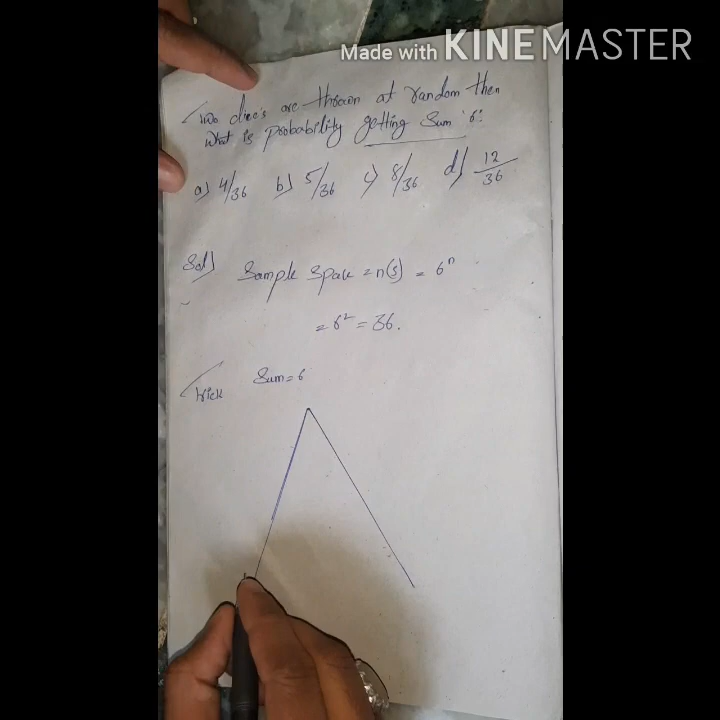 Made with KINEMASTER
Two dice's are thrown at random then
what is probability getting Sum '6'.
a) 4/36 b) 5/36 c) 8/36 d) 12/36
Sol) Sample Space = n(s) = 6ⁿ
= 6² = 36.
trick Sum = 6